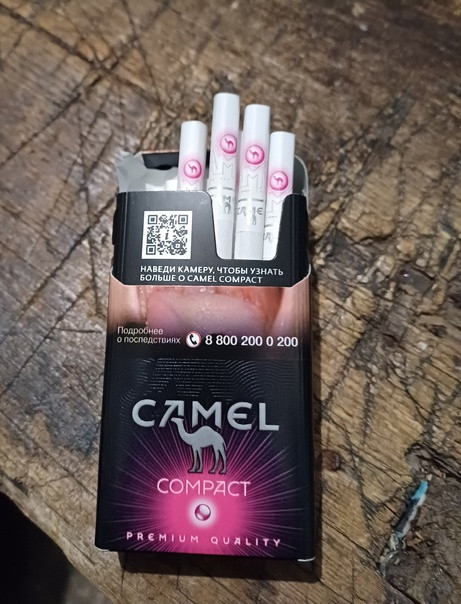 НАВЕДИ КАМЕРУ, ЧТОБЫ УЗНАТЬ
БОЛЬШЕ О CAMEL COMPACT
Подробнее
о последствиях 8 800 200 0 200
CAMEL
COMPACT
PREMIUM QUALITY